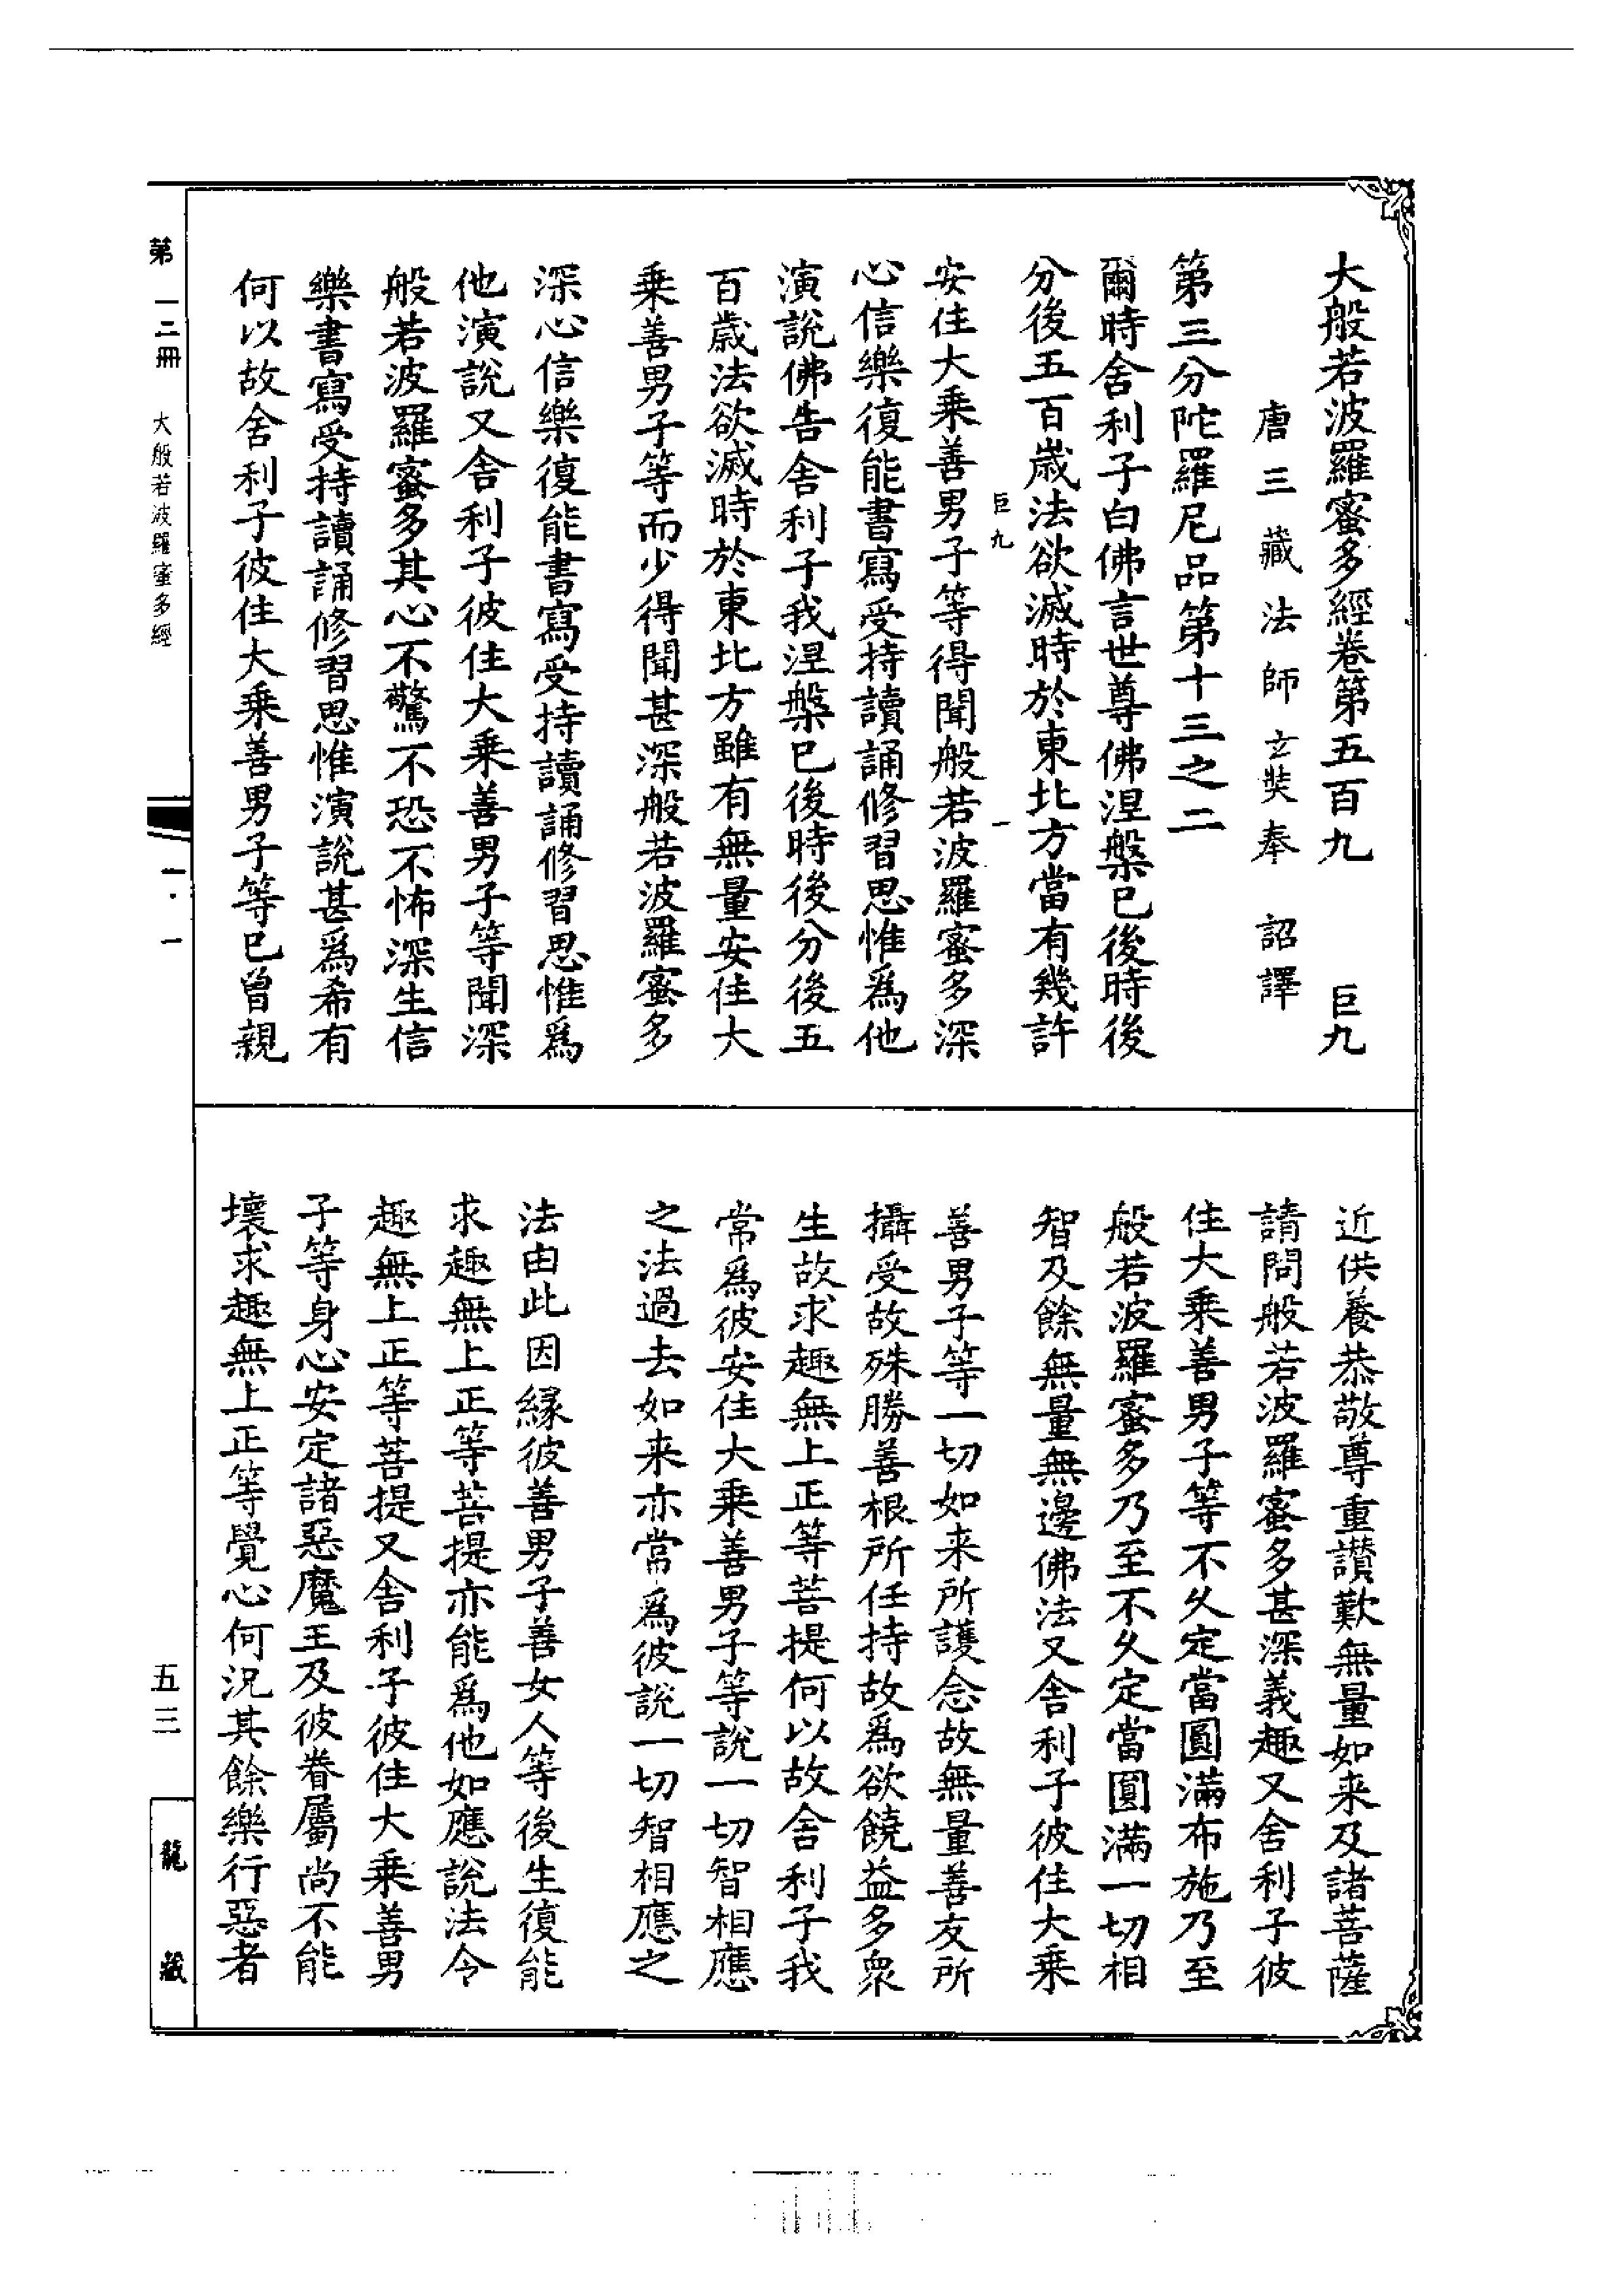 大般若波羅蜜多經卷第五百九　巨九
唐三藏法師玄奘奉　詔譯
第三分陀羅尼品第十三之二
爾時舍利子白佛言世尊佛涅槃已後時後
分後五百歲法欲滅時於東北方當有幾許
巨九　一
安住大乘善男子等得聞般若波羅蜜多深
心信樂復能書寫受持讀誦修習思惟爲他
演說佛告舍利子我涅槃已後時後分後五
百歲法欲滅時於東北方雖有無量安住大
乘善男子等而少得聞甚深般若波羅蜜多
深心信樂復能書寫受持讀誦修習思惟爲
他演說又舍利子彼住大乘善男子等聞深
般若波羅蜜多其心不驚不恐不怖深生信
樂書寫受持讀誦修習思惟演說甚爲希有
何以故舍利子彼住大乘善男子等已曾親
近供養恭敬尊重讚歎無量如来及諸菩薩
請問般若波羅蜜多甚深義趣又舍利子彼
住大乘善男子等不久定當圓滿布施乃至
般若波羅蜜多乃至不久定當圓滿一切相
智及餘無量無邊佛法又舍利子彼住大乘
善男子等一切如来所護念故無量善友所
攝受故殊勝善根所任持故爲欲饒益多衆
生故求趣無上正等菩提何以故舍利子我
常爲彼安住大乘善男子等說一切智相應
之法過去如来亦常爲彼說一切智相應之
法由此因緣彼善男子善女人等後生復能
求趣無上正等菩提亦能爲他如應說法令
趣無上正等菩提又舍利子彼住大乘善男
子等身心安定諸惡魔王及彼眷屬尚不能
壞求趣無上正等覺心何況其餘樂行惡者
第一三冊　大般若波羅蜜多經　一・一　五三　龍藏